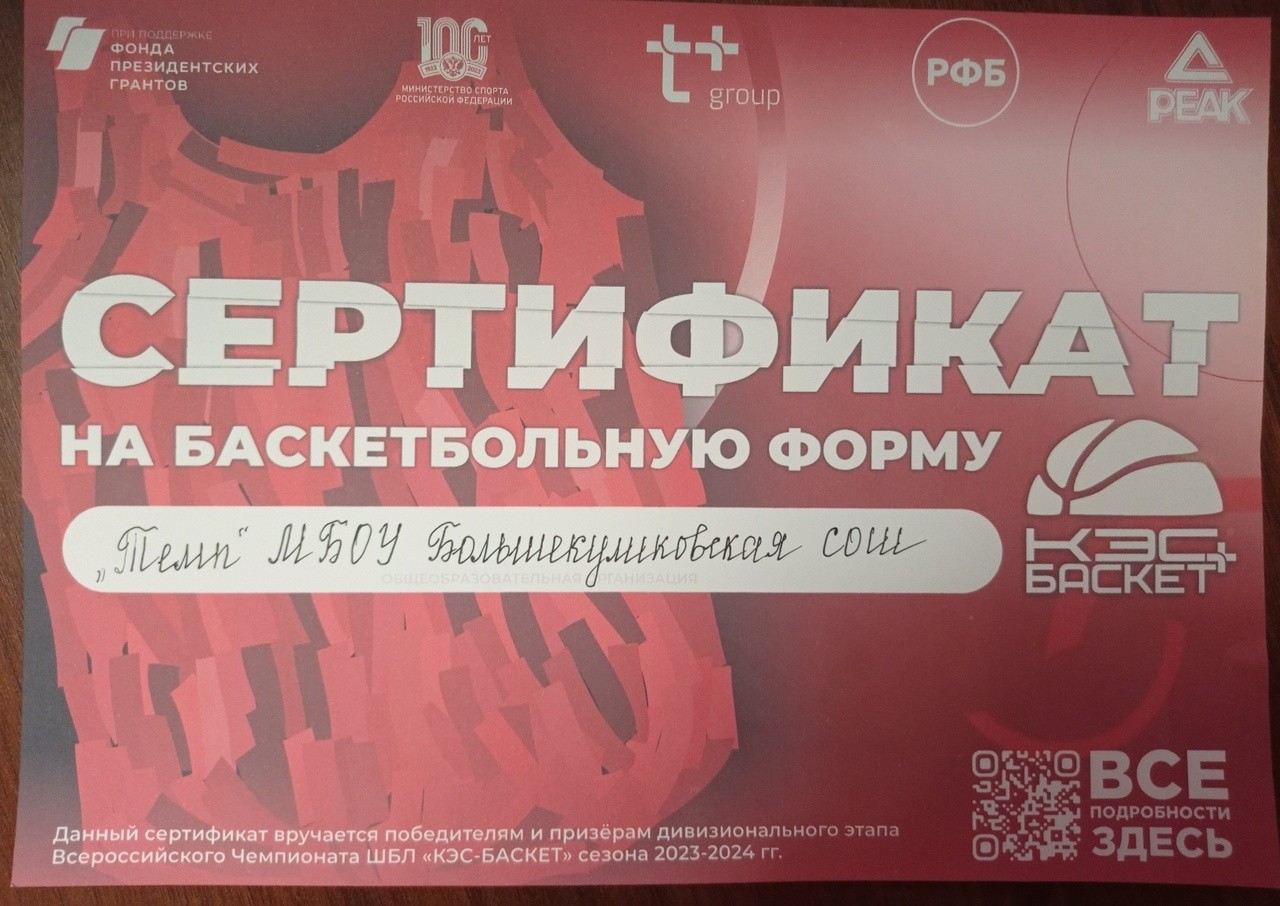 ПРИ ПОДДЕРЖКЕ
ФОНДА
ПРЕЗИДЕНТСКИХ
ГРАНТОВ
100 ЛЕТ
1923 2023
МИНИСТЕРСТВО СПОРТА
РОССИЙСКОЙ ФЕДЕРАЦИИ
t+
group
РФБ
PEAK
СЕРТИФИКАТ
НА БАСКЕТБОЛЬНУЮ ФОРМУ
„Темп“ МБОУ Большекуликовская СОШ
ОБЩЕОБРАЗОВАТЕЛЬНАЯ ОРГАНИЗАЦИЯ
КЭС
БАСКЕТ
ВСЕ
ПОДРОБНОСТИ
ЗДЕСЬ
Данный сертификат вручается победителям и призёрам дивизионального этапа
Всероссийского Чемпионата ШБЛ «КЭС-БАСКЕТ» сезона 2023-2024 гг.